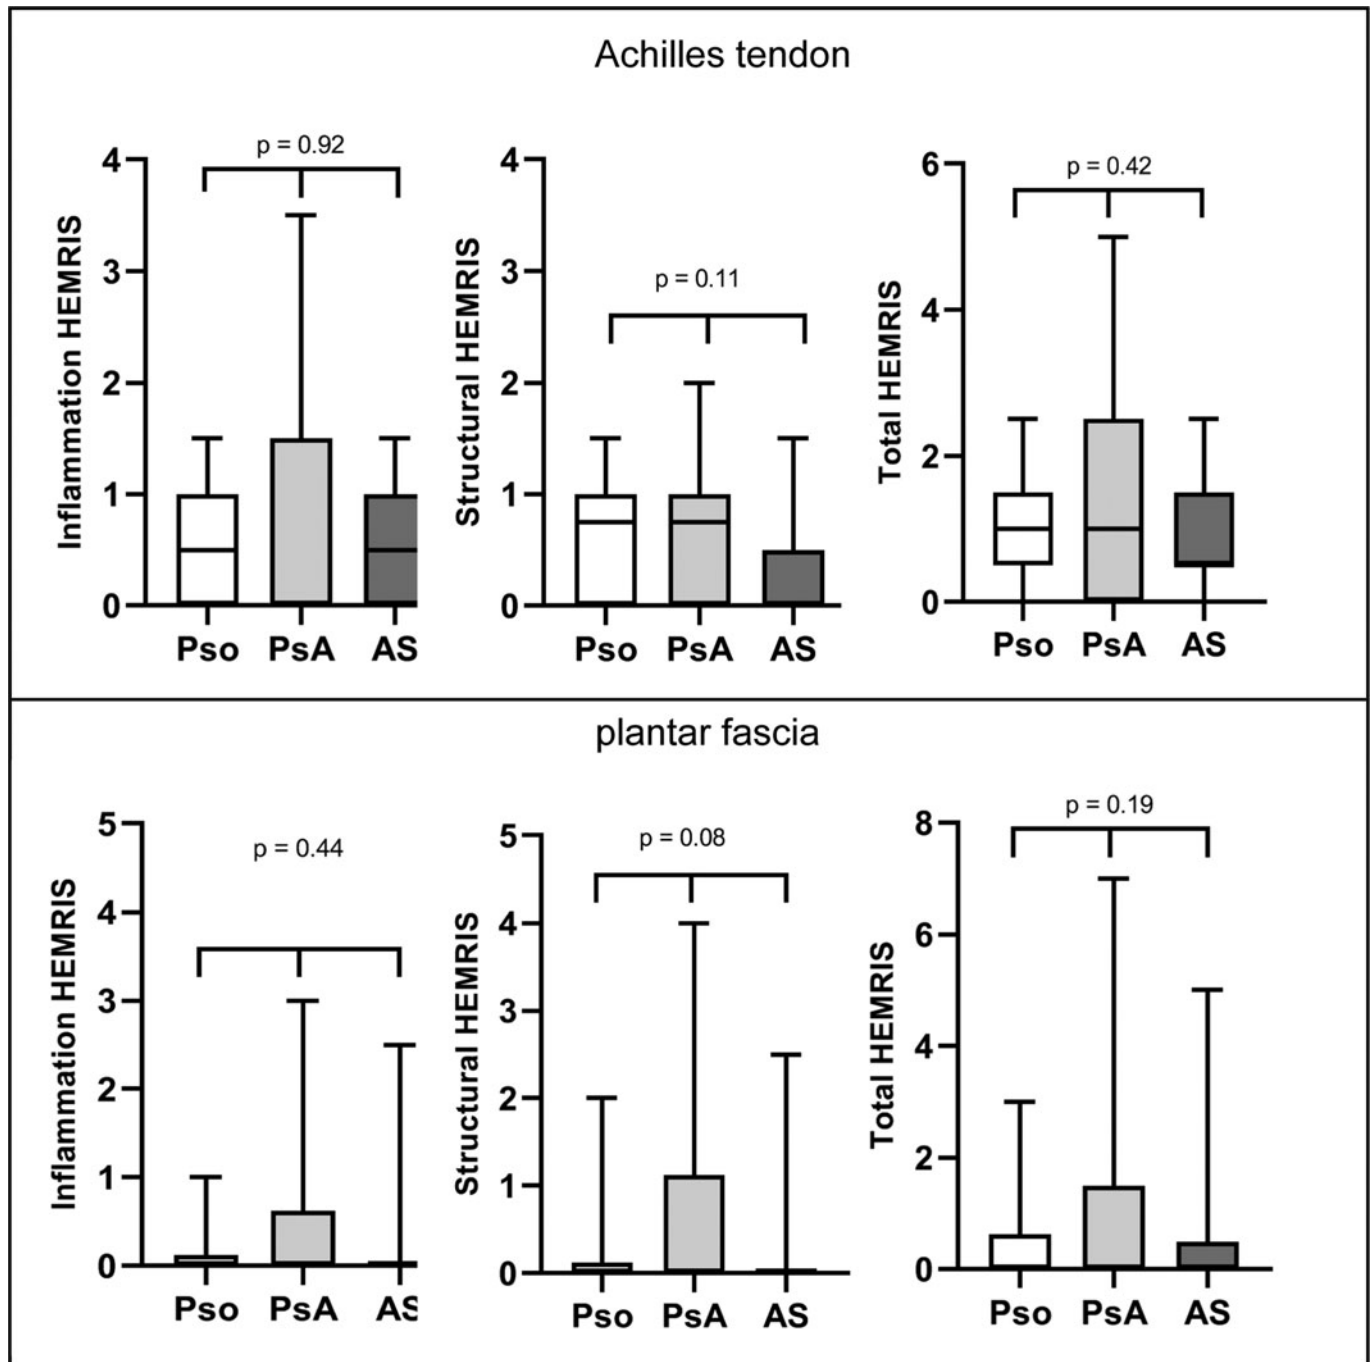 Achilles tendon
Inflammation HEMRIS
4
3
2
1
0
p = 0.92
Pso PsA AS
Structural HEMRIS
4
3
2
1
0
p = 0.11
Pso PsA AS
Total HEMRIS
6
4
2
0
p = 0.42
Pso PsA AS
plantar fascia
Inflammation HEMRIS
5
4
3
2
1
0
p = 0.44
Pso PsA AS
Structural HEMRIS
5
4
3
2
1
0
p = 0.08
Pso PsA AS
Total HEMRIS
8
6
4
2
0
p = 0.19
Pso PsA AS